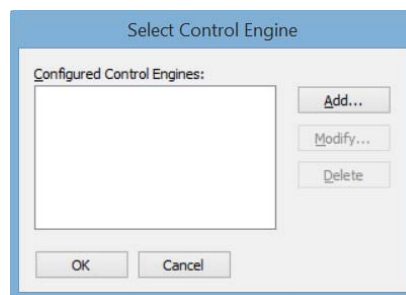 Select Control Engine
Configured Control Engines:
Add...
Modify...
Delete
OK Cancel